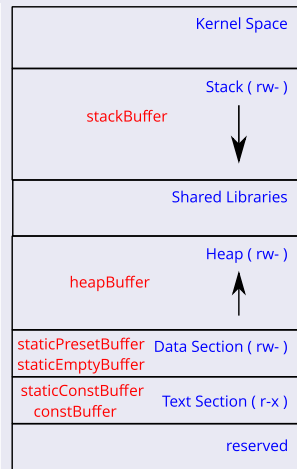 Kernel Space
Stack ( rw- )
stackBuffer
Shared Libraries
Heap ( rw- )
heapBuffer
staticPresetBuffer Data Section ( rw- )
staticEmptyBuffer
staticConstBuffer Text Section ( r-x )
constBuffer
reserved